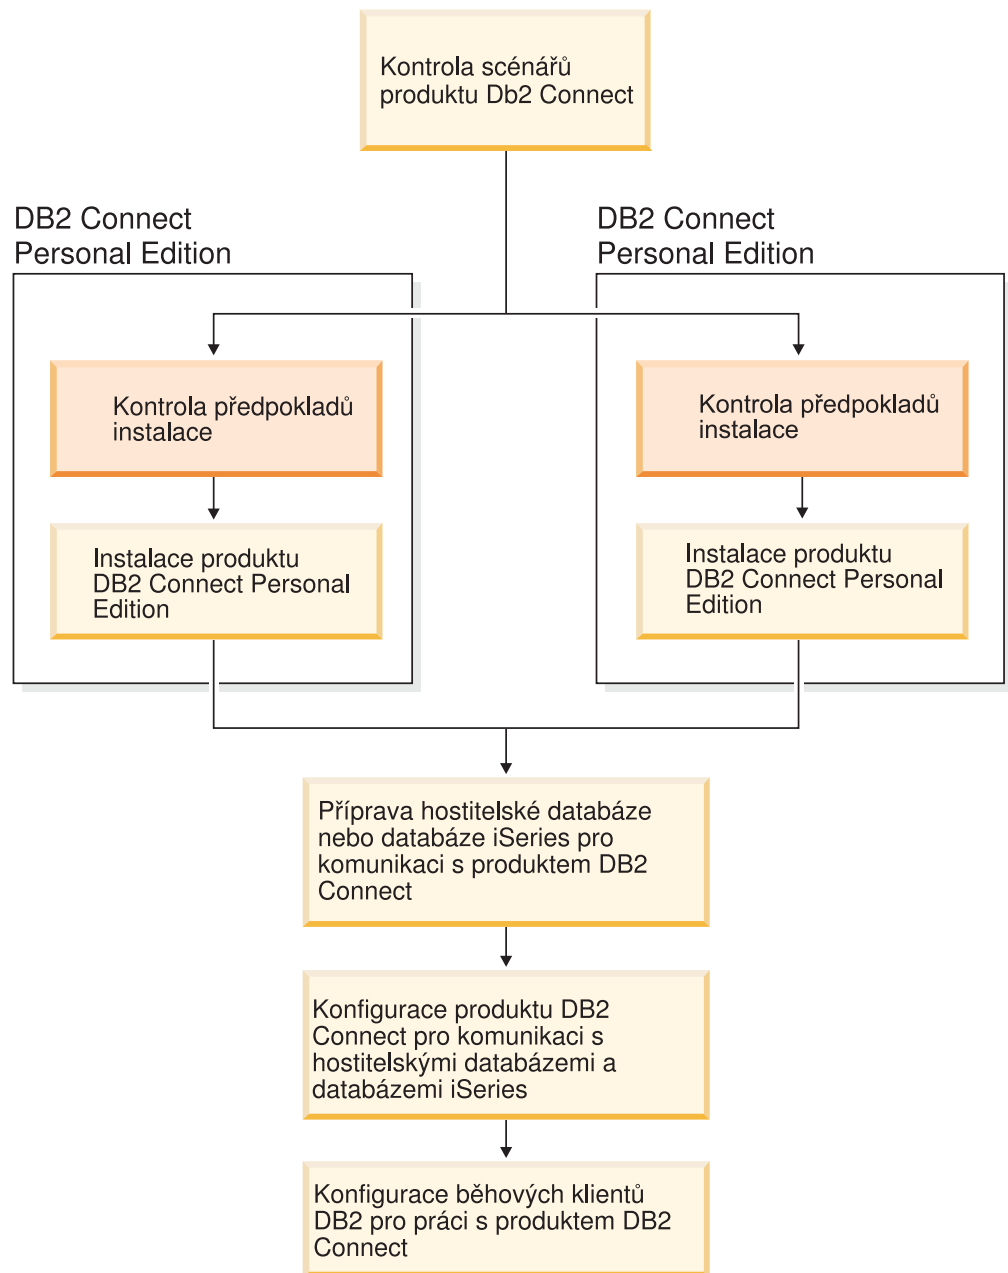 Kontrola scénářů
produktu Db2 Connect
DB2 Connect
Personal Edition
Kontrola předpokladů
instalace
Instalace produktu
DB2 Connect Personal
Edition
DB2 Connect
Personal Edition
Kontrola předpokladů
instalace
Instalace produktu
DB2 Connect Personal
Edition
Příprava hostitelské databáze
nebo databáze iSeries pro
komunikaci s produktem DB2
Connect
Konfigurace produktu DB2
Connect pro komunikaci s
hostitelskými databázemi a
databázemi iSeries
Konfigurace běhových klientů
DB2 pro práci s produktem DB2
Connect